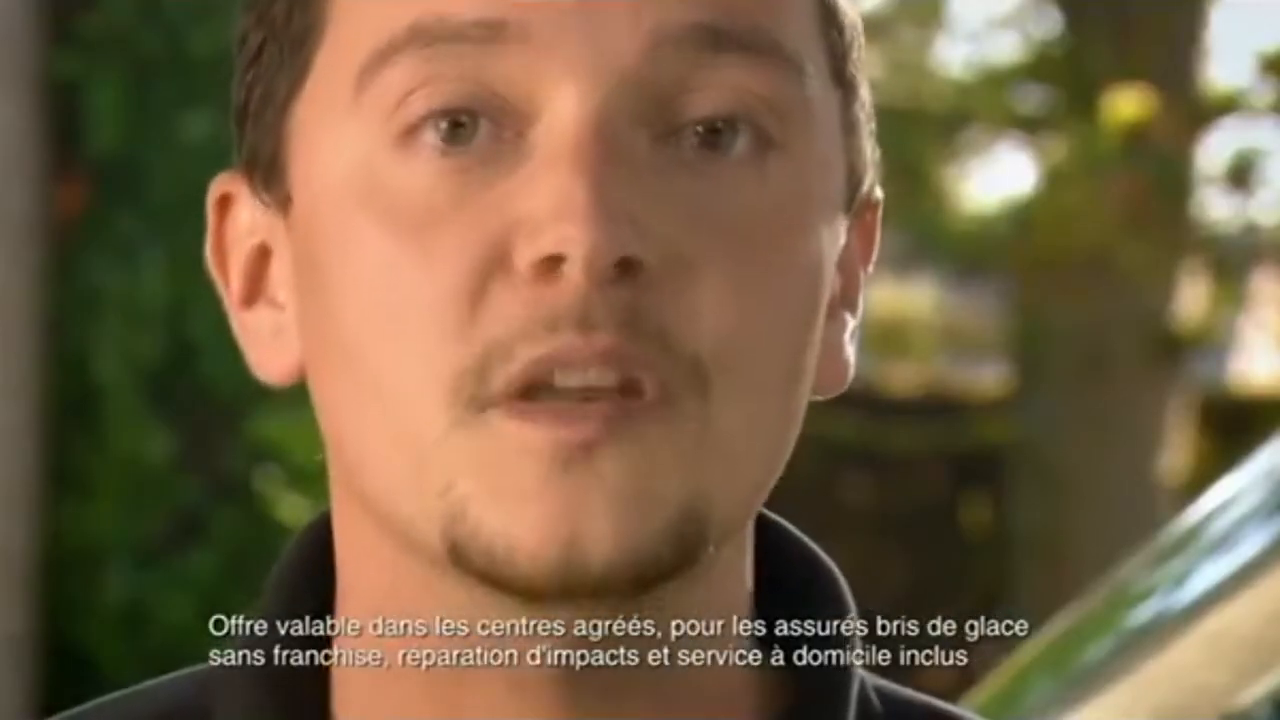 Offre valable dans les centres agréés, pour les assurés bris de glace
sans franchise, réparation d'impacts et service à domicile inclus